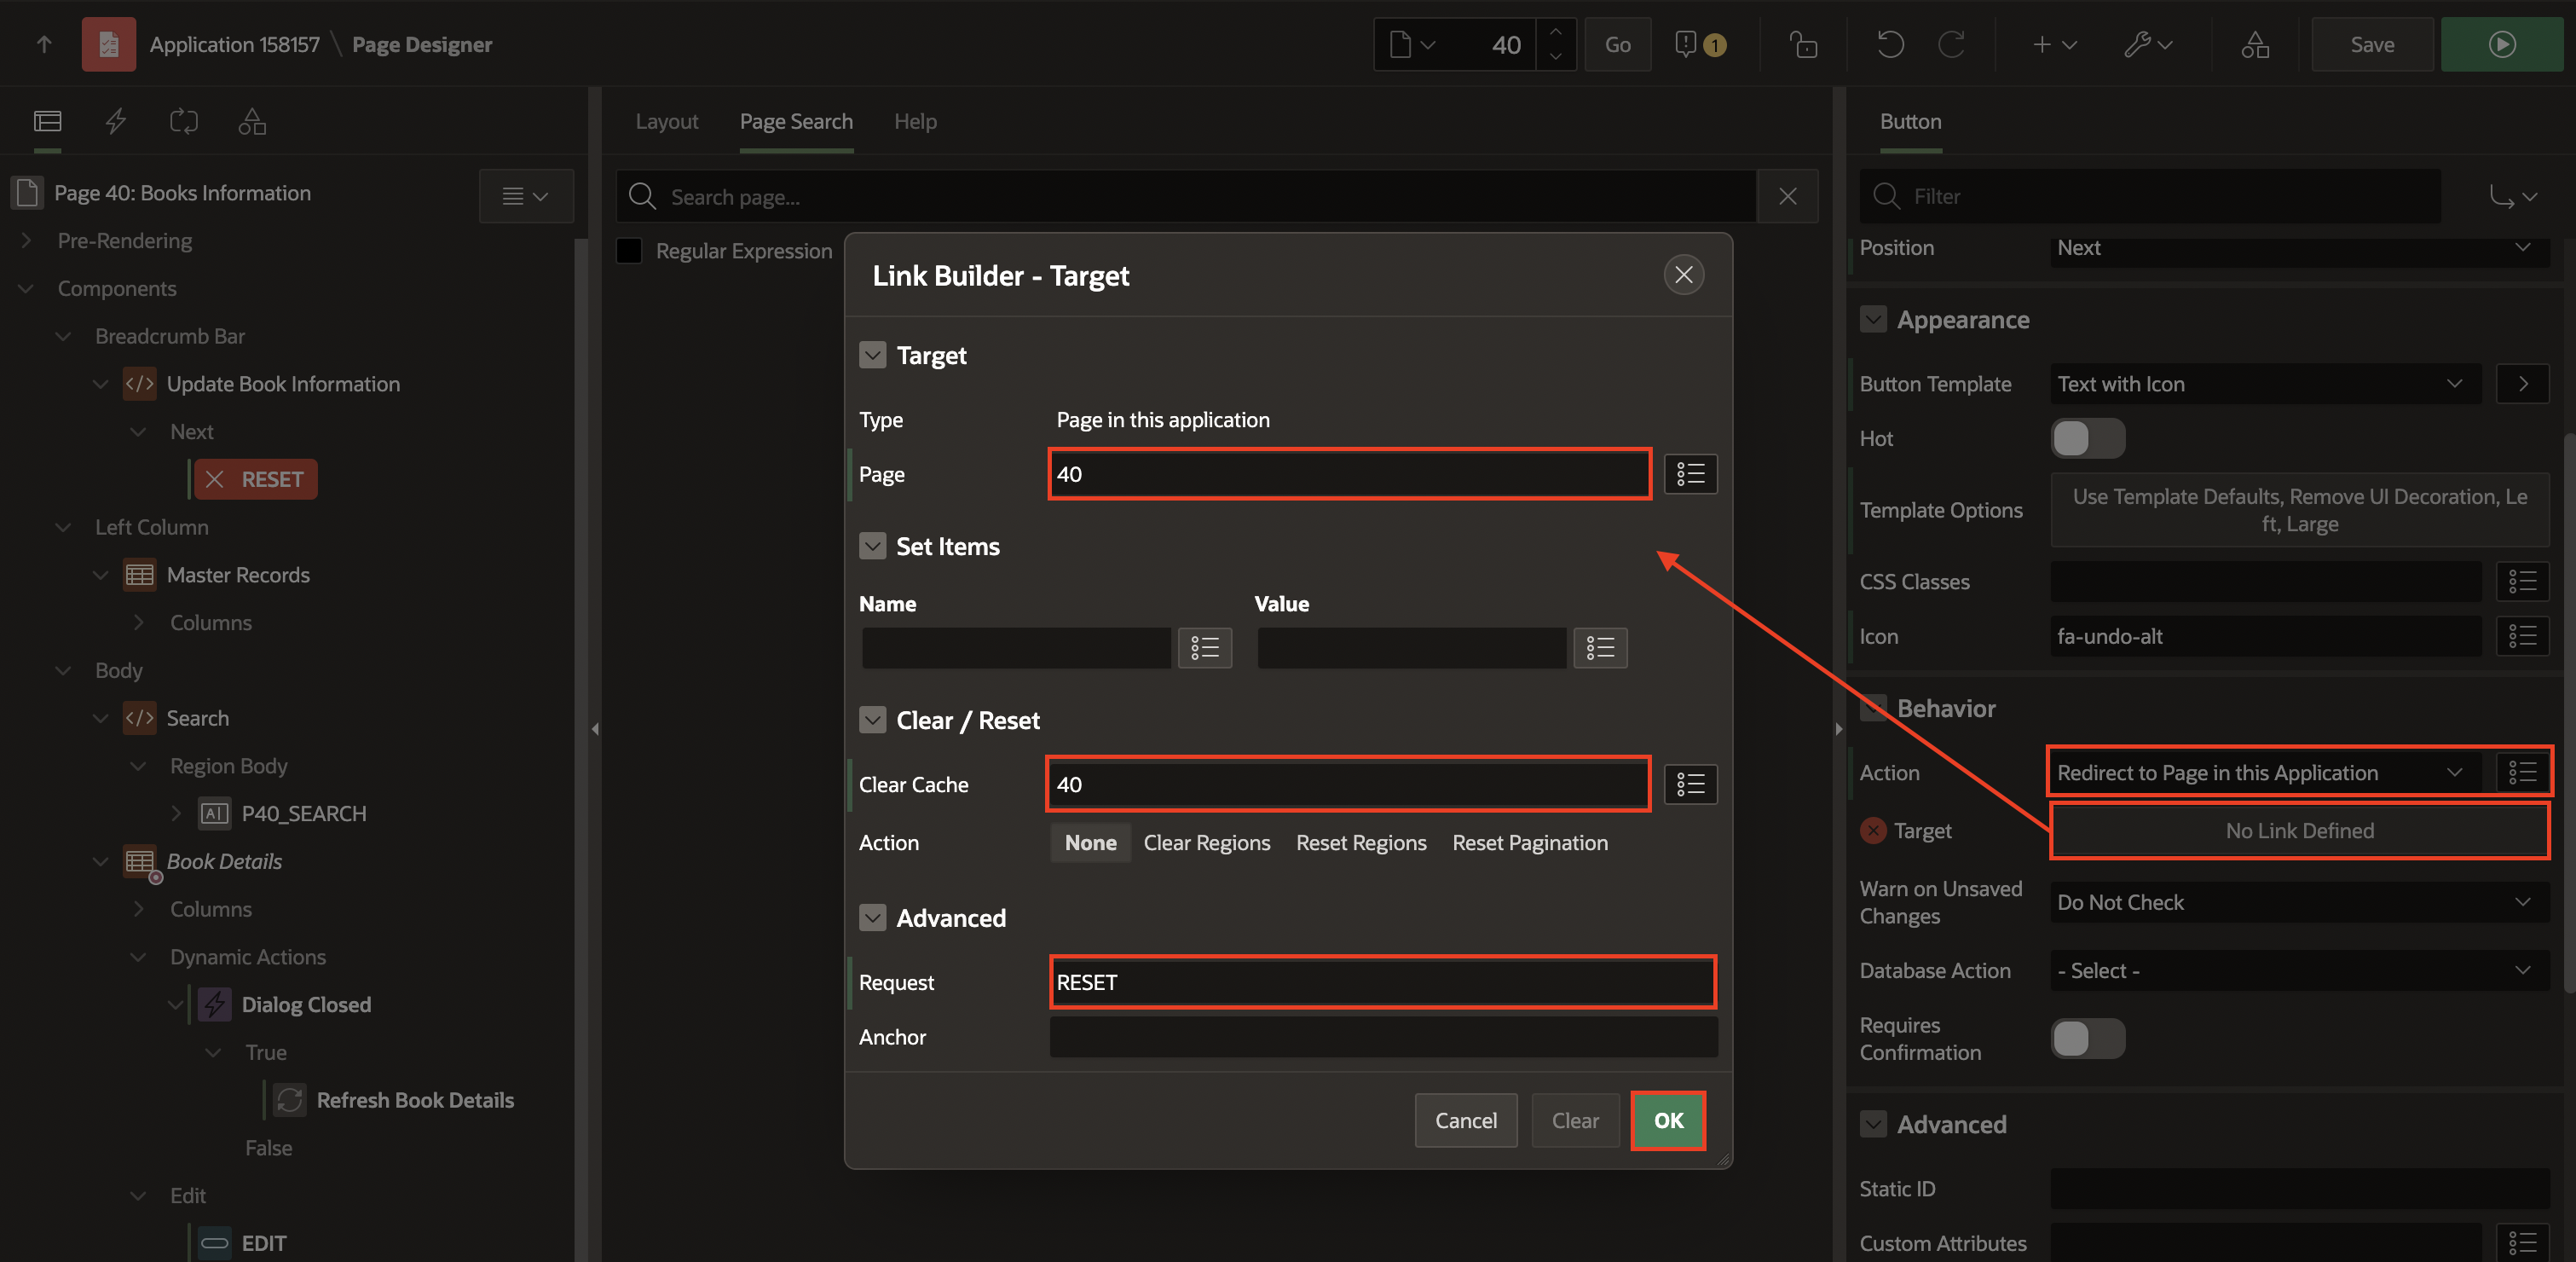 Application 158157 \ Page Designer
40
Go
1
Save
Layout
Page Search
Help
Button
Page 40: Books Information
Search page...
Filter
Pre-Rendering
Regular Expression
Position
Next
Components
Link Builder - Target
Appearance
Breadcrumb Bar
Target
Update Book Information
Button Template
Text with Icon
Next
Type
Page in this application
Hot
RESET
Page
40
Template Options
Use Template Defaults, Remove UI Decoration, Le
ft, Large
Left Column
Set Items
Master Records
CSS Classes
Columns
Name
Value
Icon
fa-undo-alt
Body
Search
Clear / Reset
Behavior
Region Body
Clear Cache
40
Action
Redirect to Page in this Application
P40_SEARCH
Action
None
Clear Regions
Reset Regions
Reset Pagination
Target
No Link Defined
Book Details
Columns
Advanced
Warn on Unsaved
Changes
Do Not Check
Dynamic Actions
Request
RESET
Database Action
- Select -
Dialog Closed
Anchor
Requires
Confirmation
True
Refresh Book Details
Cancel
Clear
OK
Advanced
False
Edit
Static ID
EDIT
Custom Attributes